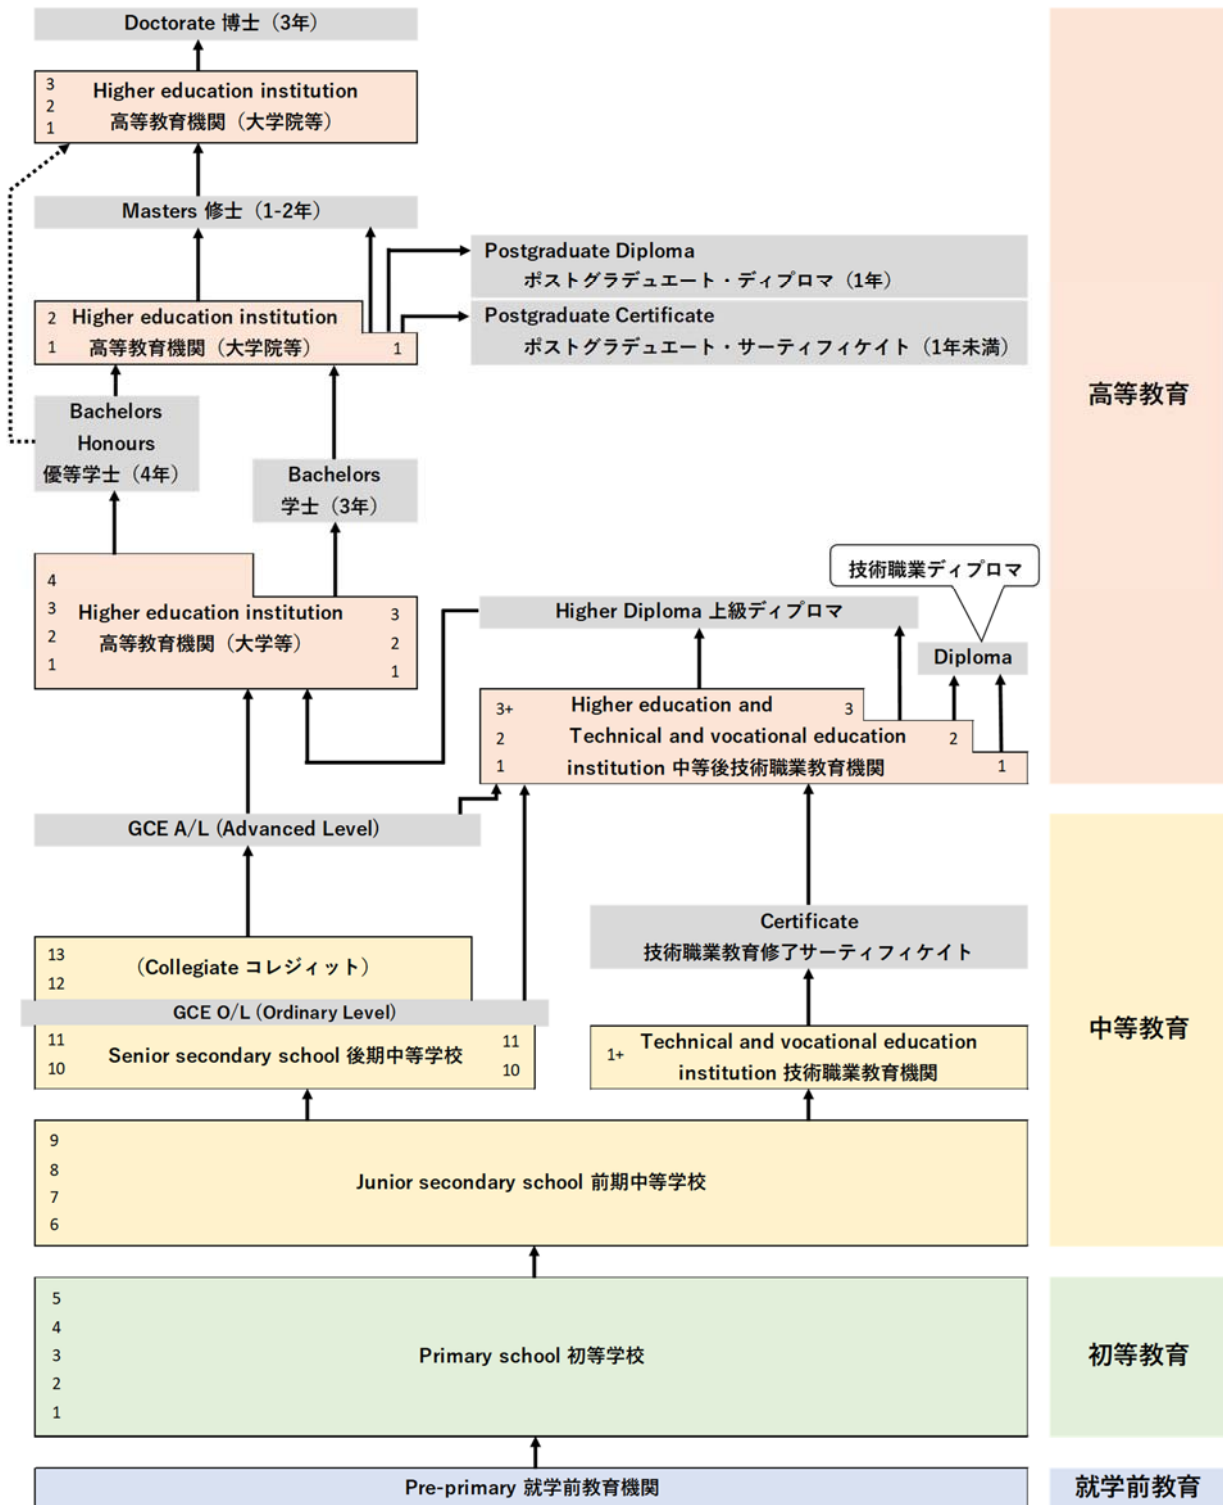 Doctorate 博士（3年）
3
2
1
Higher education institution
高等教育機関（大学院等）
Masters 修士（1-2年）
Postgraduate Diploma
ポストグラデュエート・ディプロマ（1年）
Postgraduate Certificate
ポストグラデュエート・サーティフィケイト（1年未満）
2
1
Higher education institution
高等教育機関（大学院等）
1
Bachelors
Honours
優等学士（4年）
Bachelors
学士（3年）
4
3
2
1
Higher education institution
高等教育機関（大学等）
3
2
1
技術職業ディプロマ
Higher Diploma 上級ディプロマ
Diploma
3+
2
1
Higher education and
Technical and vocational education
institution 中等後技術職業教育機関
3
2
1
高等教育
GCE A/L (Advanced Level)
Certificate
技術職業教育修了サーティフィケイト
13
12
（Collegiate コレジィット）
GCE O/L (Ordinary Level)
11
10
Senior secondary school 後期中等学校
11
10
1+
Technical and vocational education
institution 技術職業教育機関
9
8
7
6
Junior secondary school 前期中等学校
中等教育
5
4
3
2
1
Primary school 初等学校
初等教育
Pre-primary 就学前教育機関
就学前教育